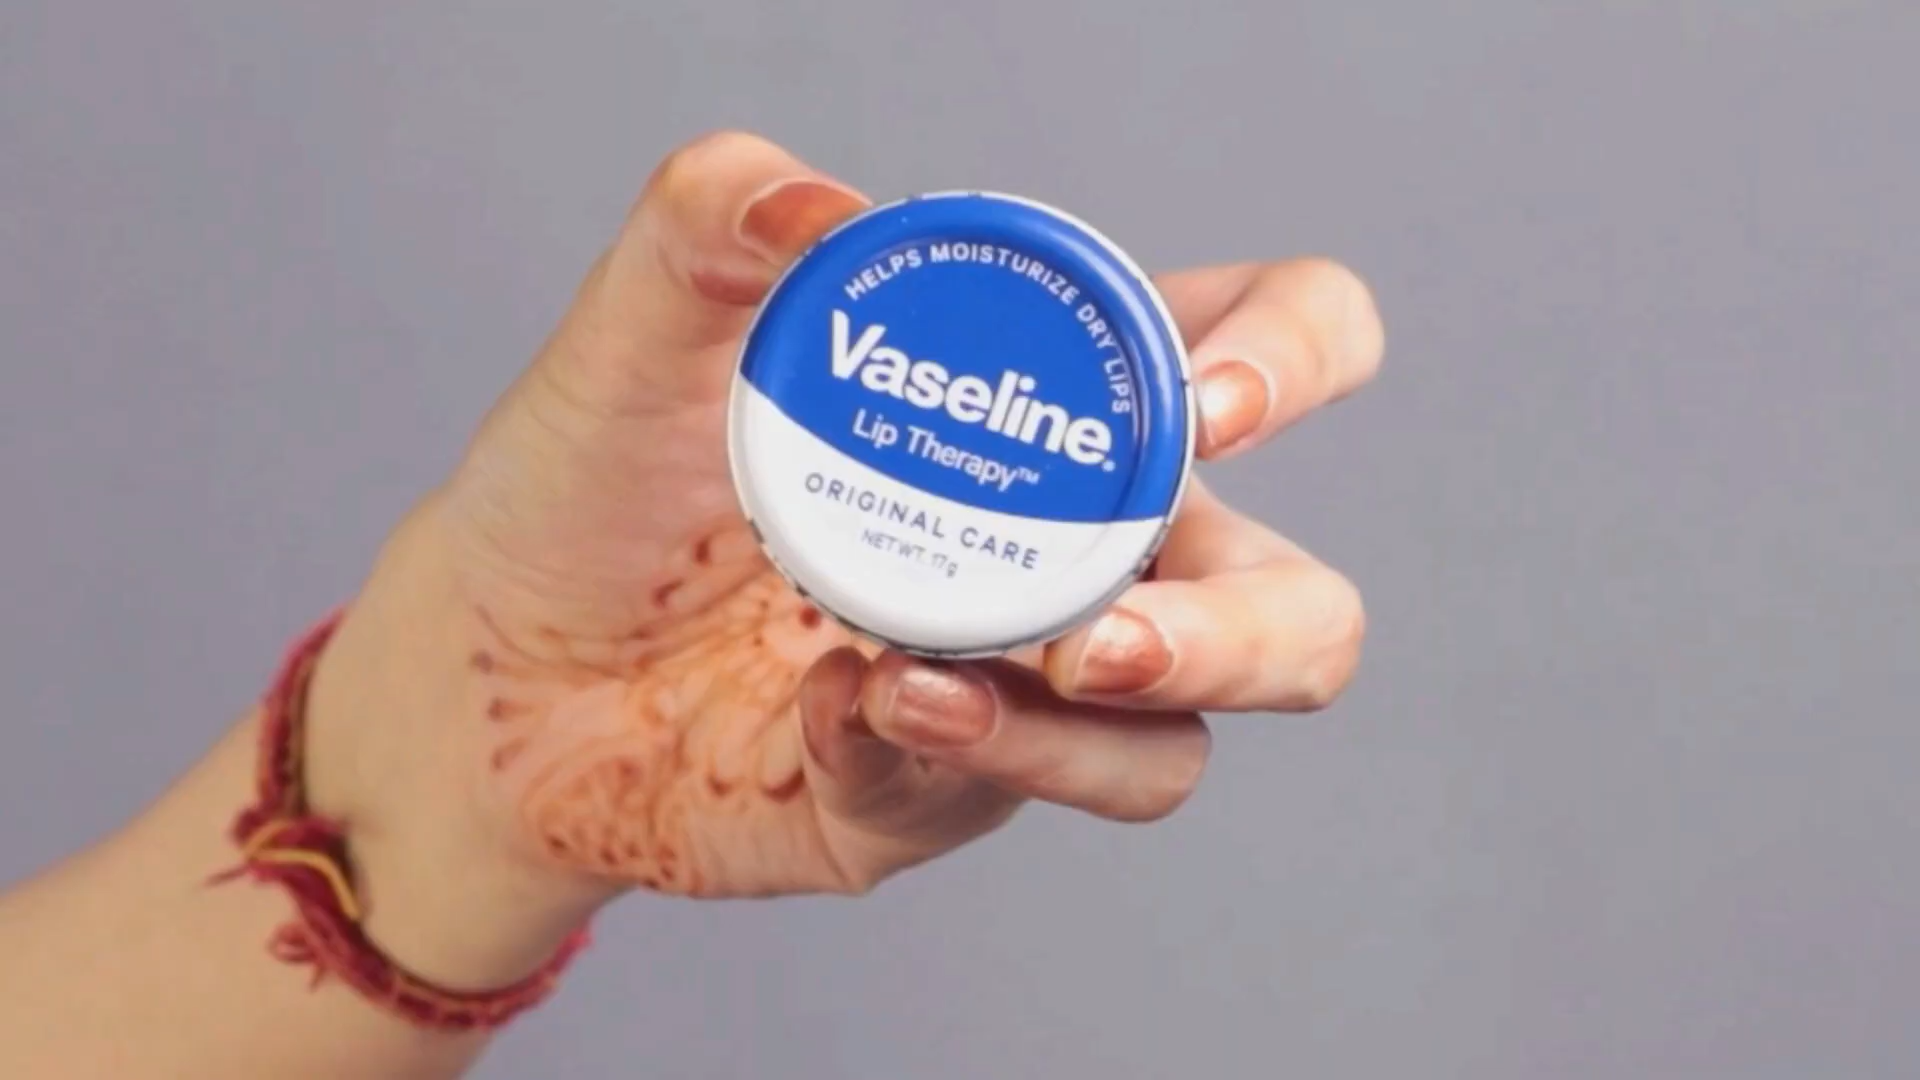 HELPS MOISTURIZE DRY LIPS
Vaseline®
Lip Therapy™
ORIGINAL CARE
NET WT. 17g